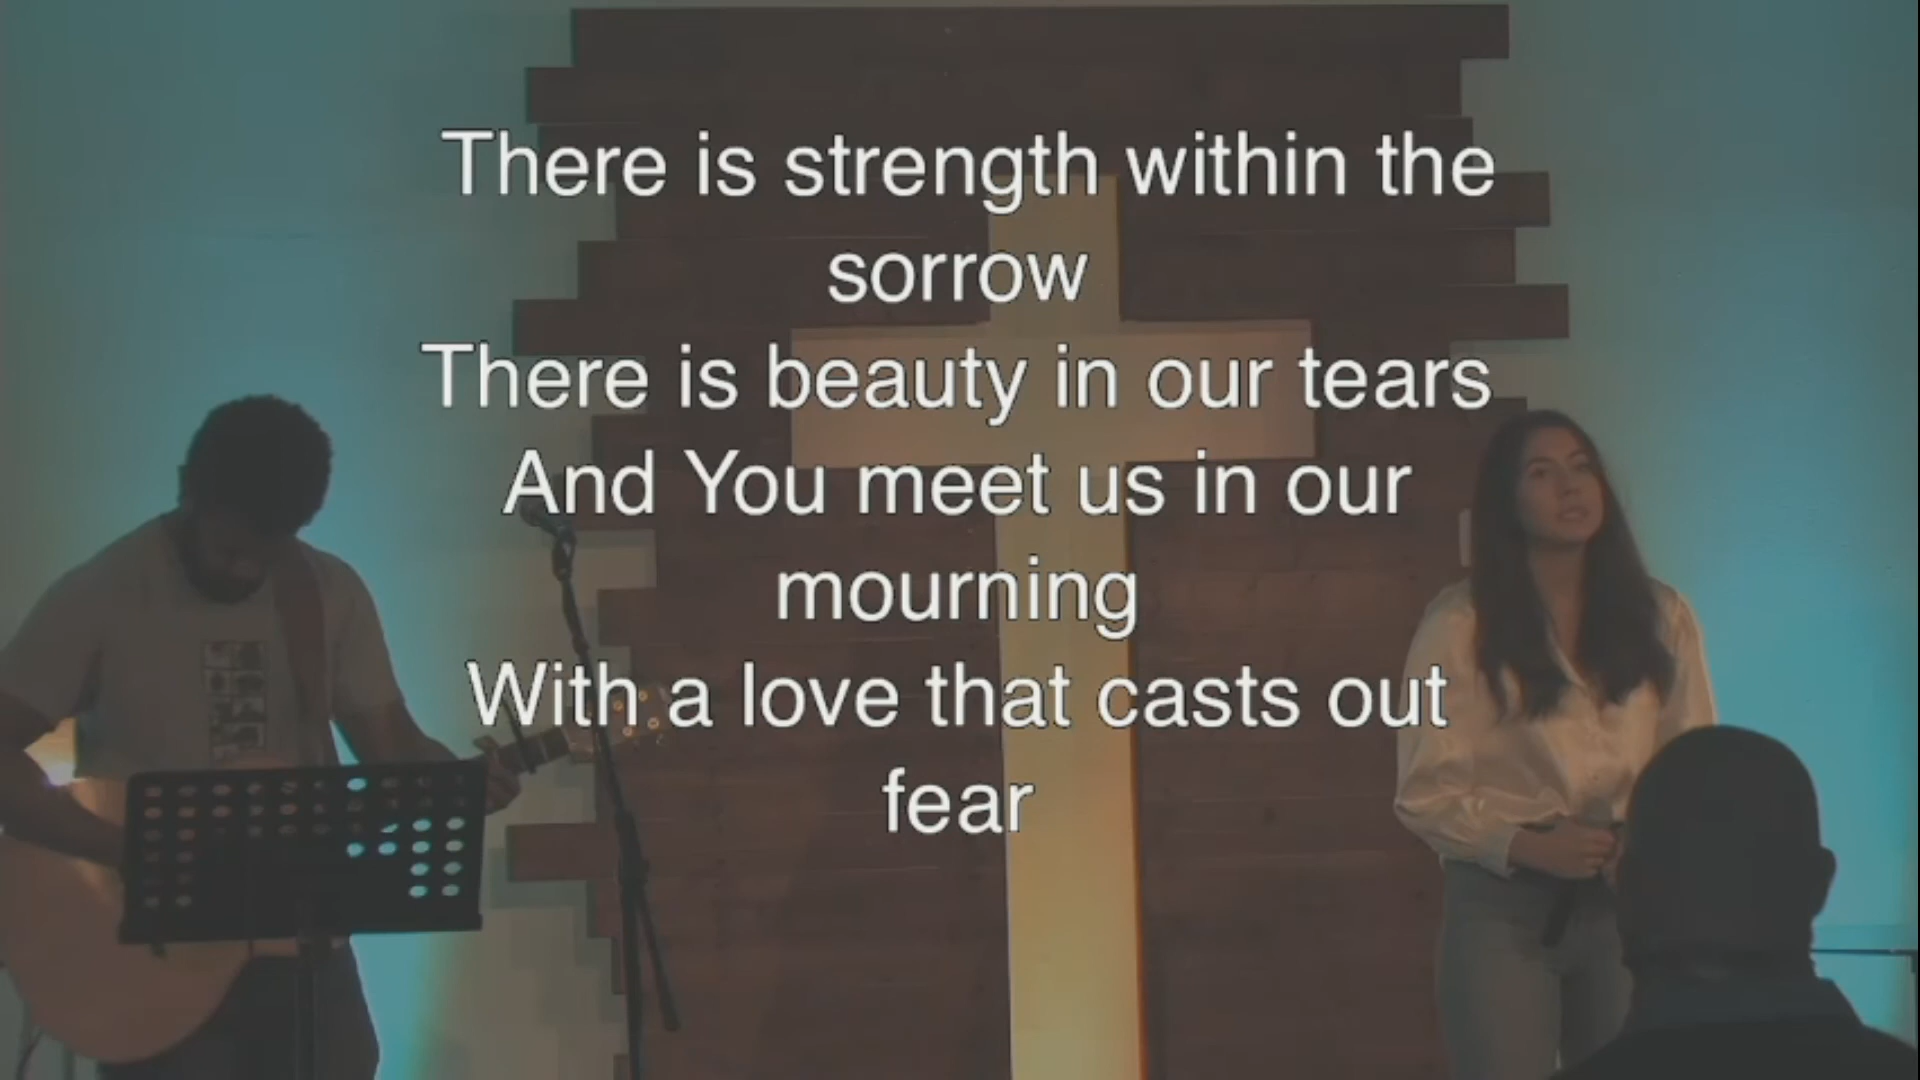 There is strength within the
sorrow
There is beauty in our tears
And You meet us in our
mourning
With a love that casts out
fear